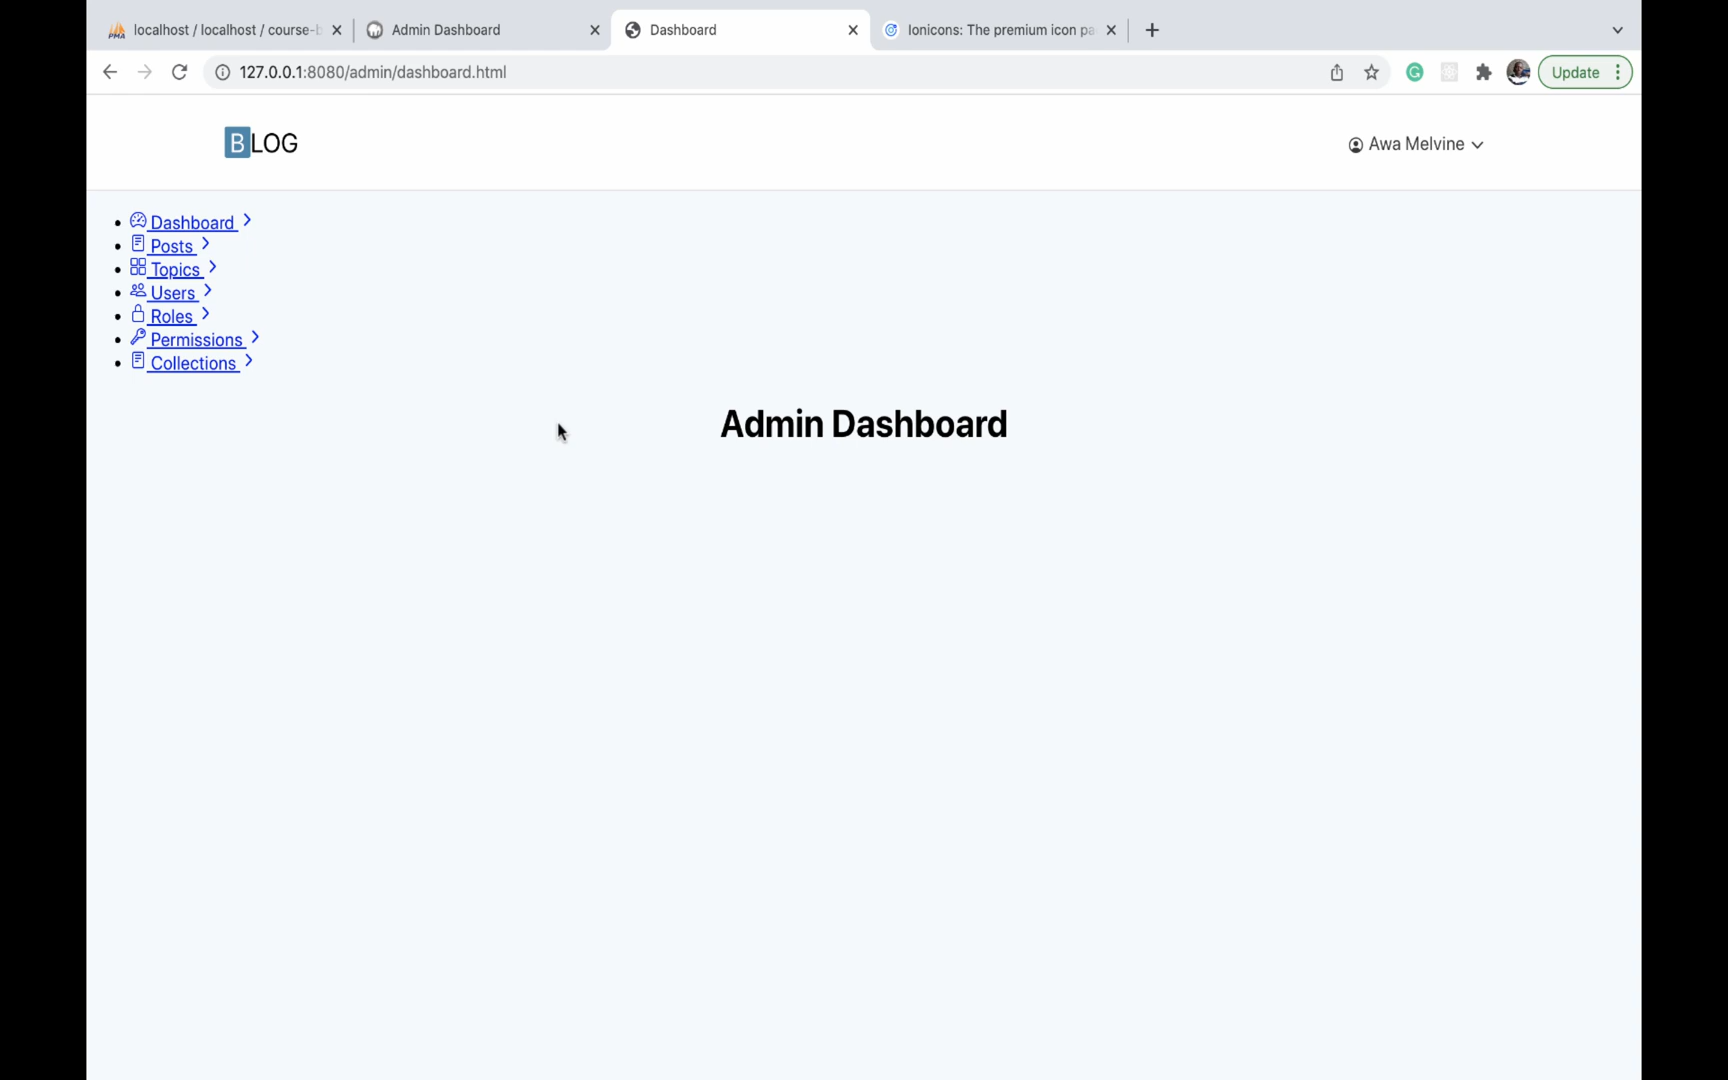 localhost / localhost / course-b
Admin Dashboard
Dashboard
Ionicons: The premium icon pa
127.0.0.1:8080/admin/dashboard.html
Update
BLOG
Awa Melvine
Dashboard
Posts
Topics
Users
Roles
Permissions
Collections
Admin Dashboard